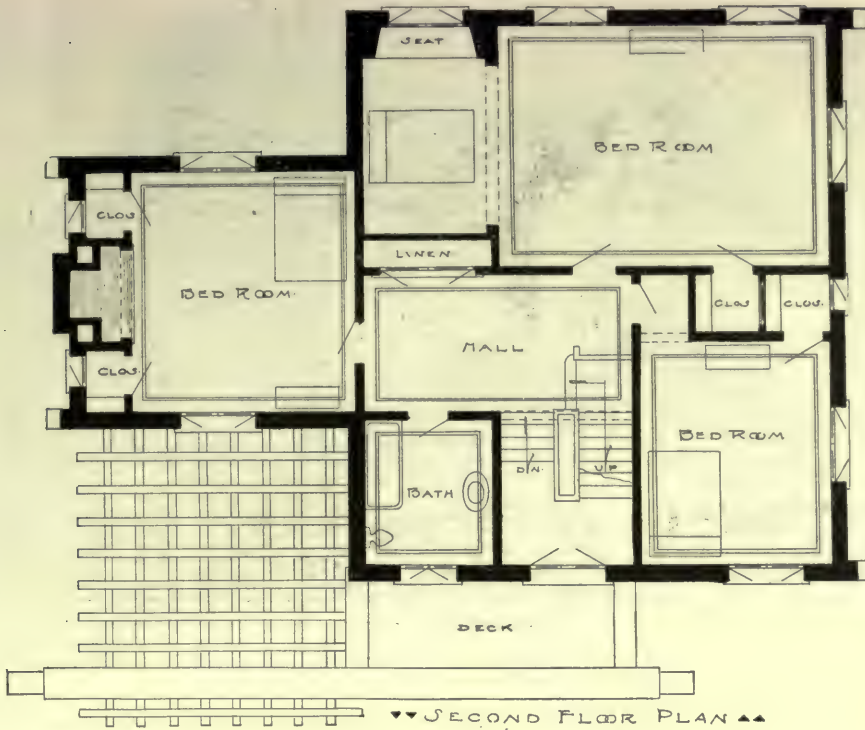 SEAT
BED ROOM
CLOS
LINEN
BED ROOM
CLOS
CLOS.
HALL
CLOS
BED ROOM
DN.
UP
BATH
DECK
SECOND FLOOR PLAN